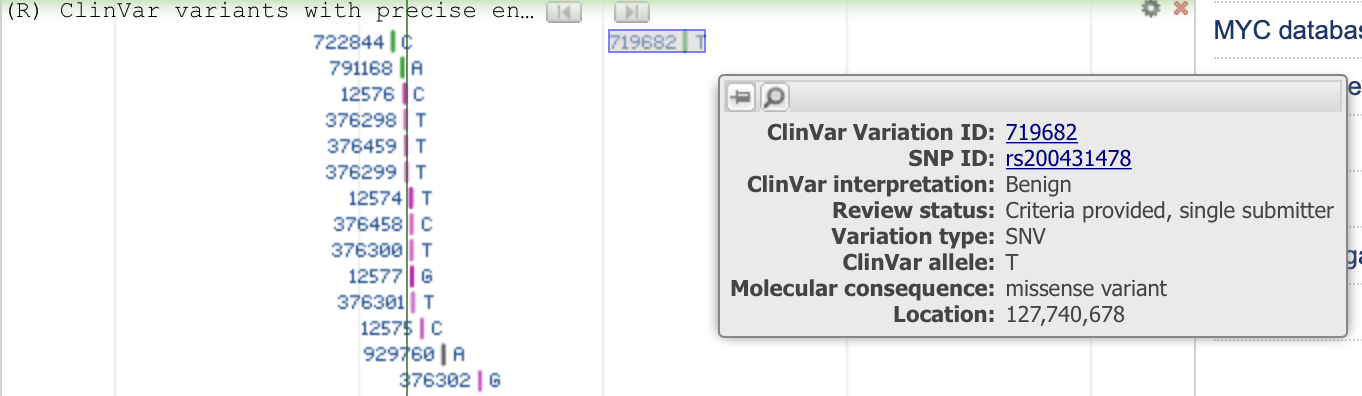 (R) ClinVar variants with precise en…
MYC databas
722844 C
719682 T
791168 A
12576 C
376298 T
376459 T
376299 T
12574 T
376458 C
376300 T
12577 G
376301 T
12575 C
929760 A
376302 G
ClinVar Variation ID: 719682
SNP ID: rs200431478
ClinVar interpretation: Benign
Review status: Criteria provided, single submitter
Variation type: SNV
ClinVar allele: T
Molecular consequence: missense variant
Location: 127,740,678